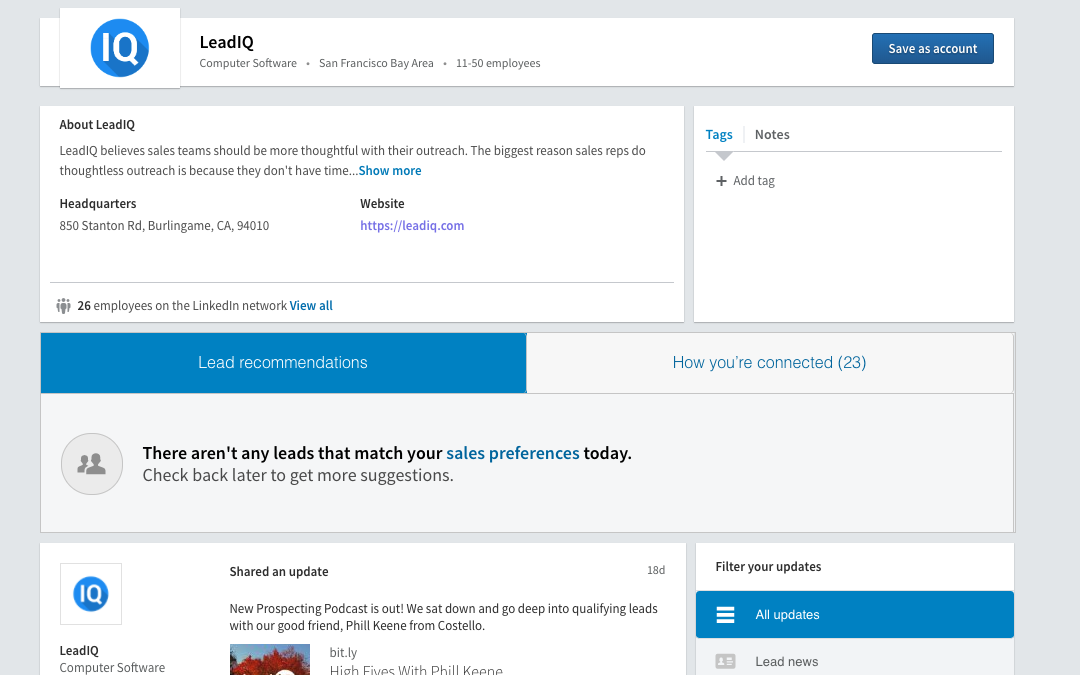 IQ
LeadIQ
Computer Software • San Francisco Bay Area • 11-50 employees
Save as account
About LeadIQ
LeadIQ believes sales teams should be more thoughtful with their outreach. The biggest reason sales reps do
thoughtless outreach is because they don't have time...Show more
Headquarters
850 Stanton Rd, Burlingame, CA, 94010
Website
https://leadiq.com
26 employees on the LinkedIn network View all
Tags
Notes
+ Add tag
Lead recommendations
How you're connected (23)
There aren't any leads that match your sales preferences today.
Check back later to get more suggestions.
IQ
LeadIQ
Computer Software
Shared an update
18d
New Prospecting Podcast is out! We sat down and go deep into qualifying leads
with our good friend, Phill Keene from Costello.
bit.ly
High Fives With Phill Keene
Filter your updates
All updates
Lead news